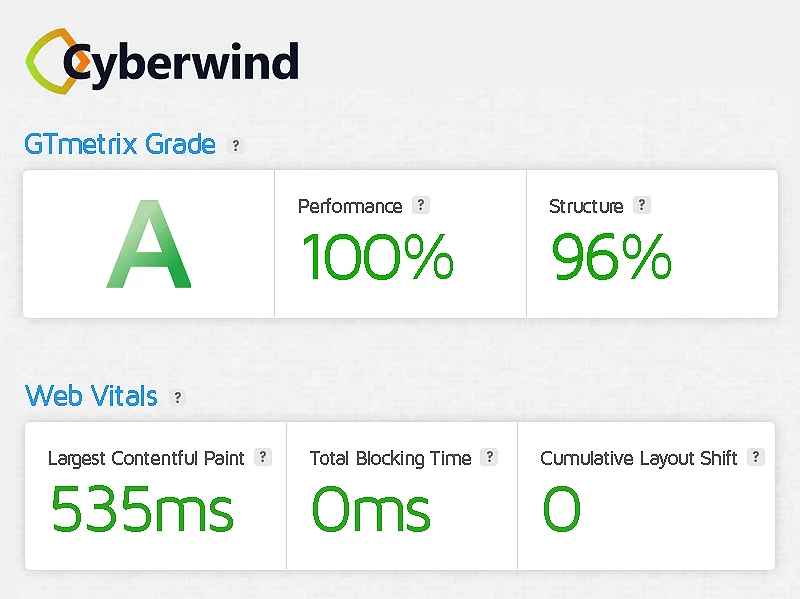 Cyberwind
GTmetrix Grade ?
A
Performance ?
100%
Structure ?
96%
Web Vitals ?
Largest Contentful Paint ?
535ms
Total Blocking Time ?
0ms
Cumulative Layout Shift ?
0